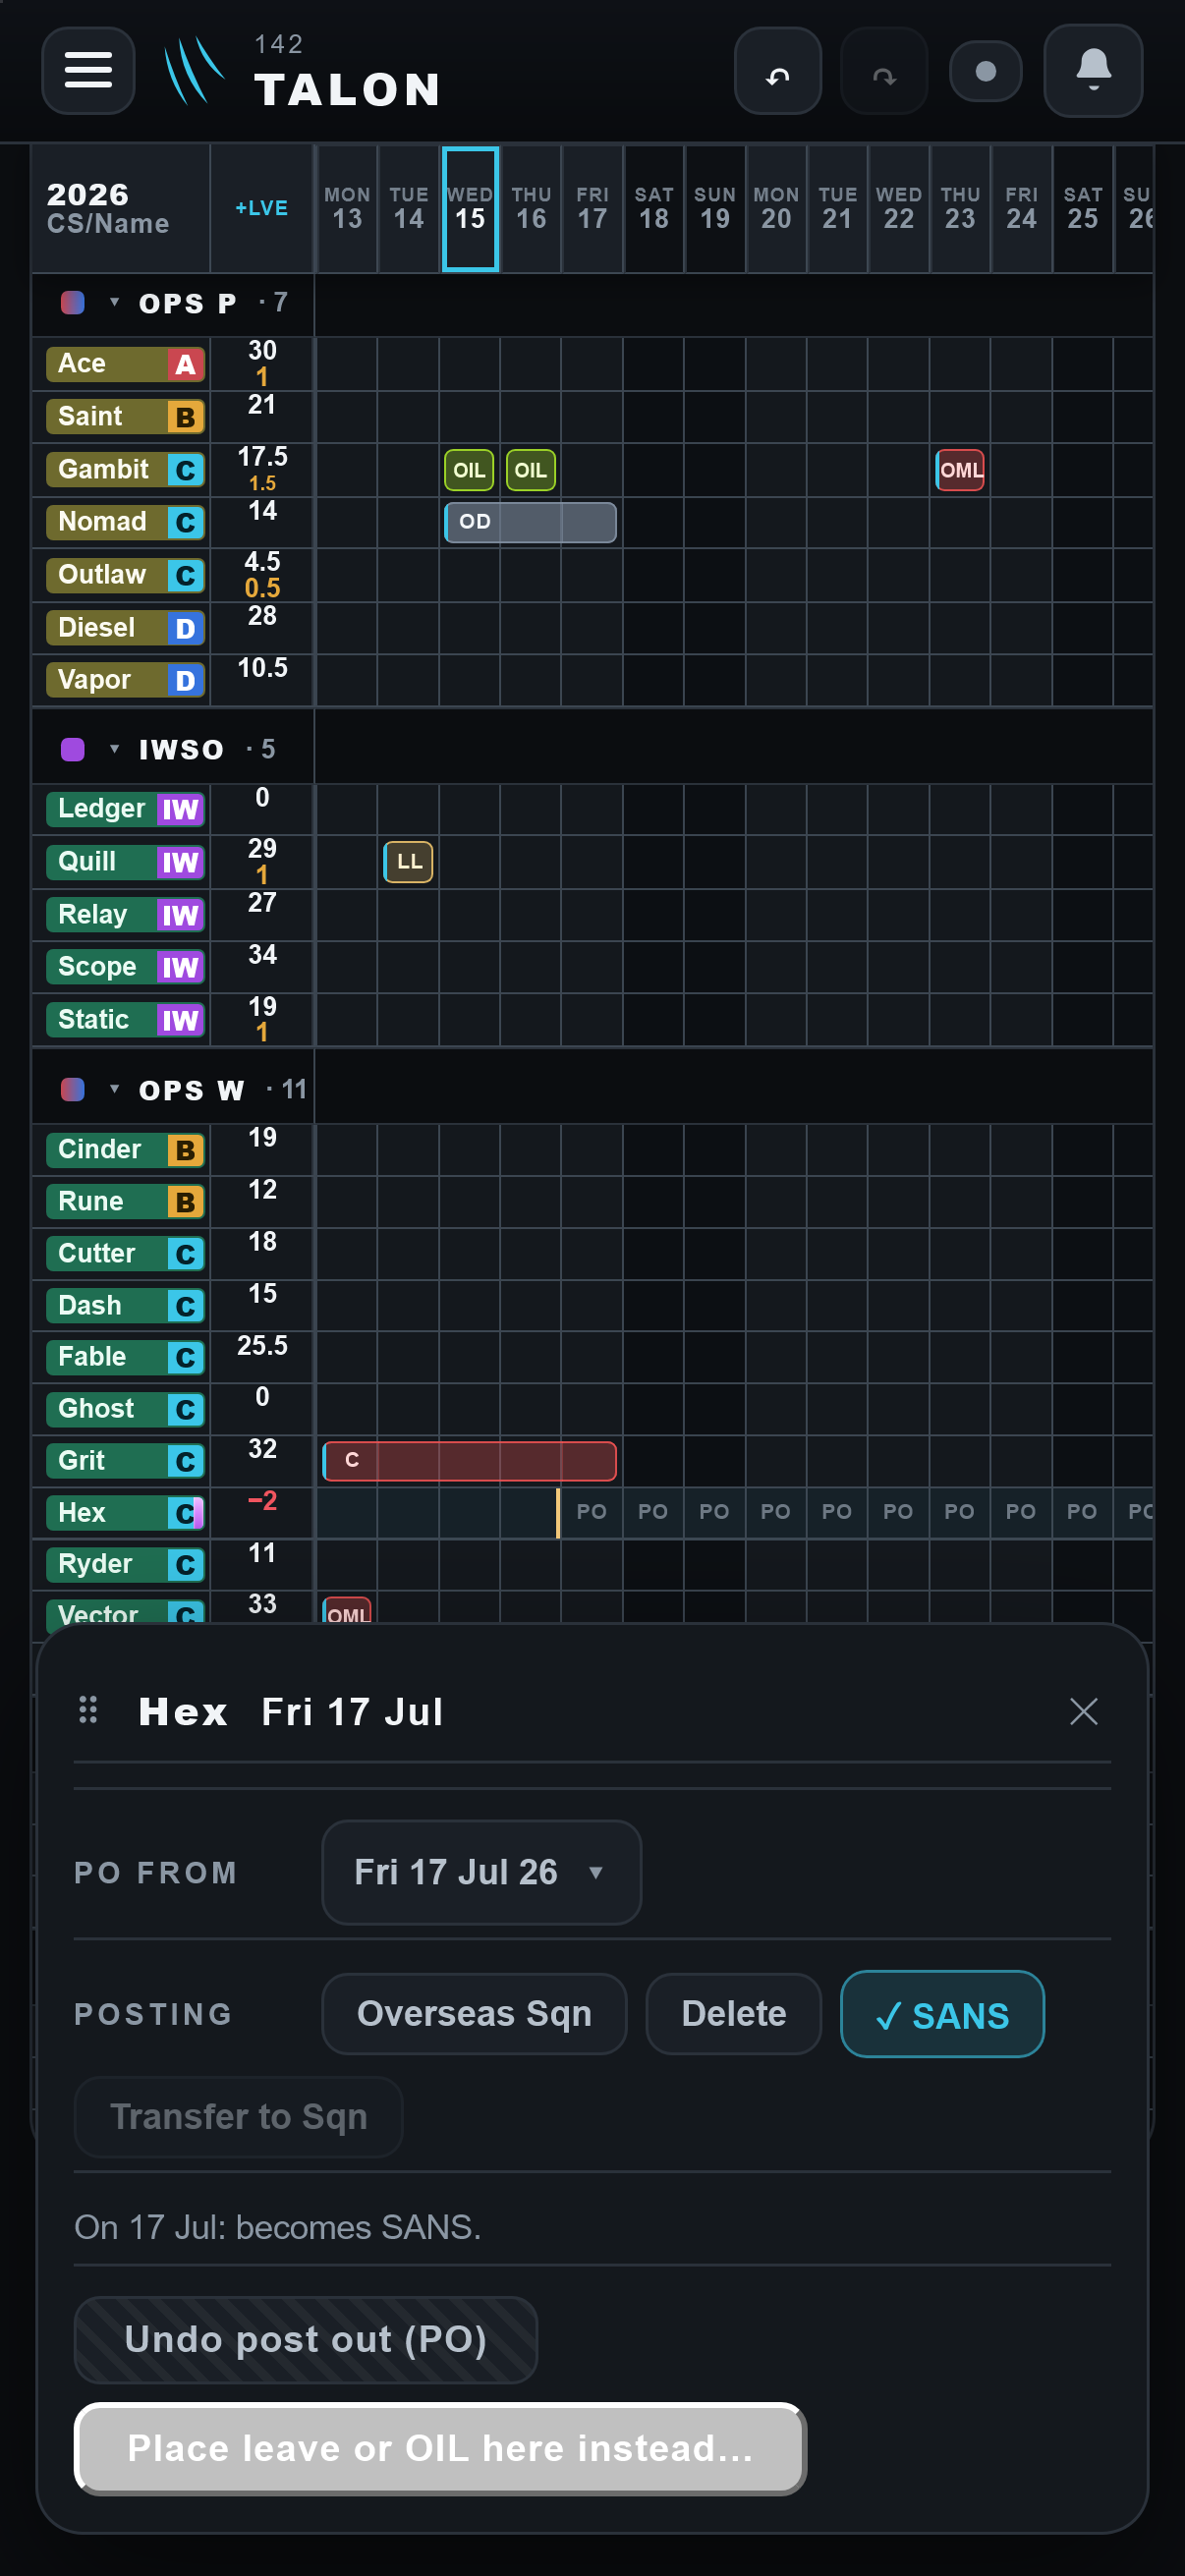 142
TALON
2026
CS/Name
+LVE
MON 13
TUE 14
WED 15
THU 16
FRI 17
SAT 18
SUN 19
MON 20
TUE 21
WED 22
THU 23
FRI 24
SAT 25
SU 26
OPS P · 7
Ace A 30 1
Saint B 21
Gambit C 17.5 1.5 OIL OIL OML
Nomad C 14 OD
Outlaw C 4.5 0.5
Diesel D 28
Vapor D 10.5
IWSO · 5
Ledger IW 0
Quill IW 29 1 LL
Relay IW 27
Scope IW 34
Static IW 19 1
OPS W · 11
Cinder B 19
Rune B 12
Cutter C 18
Dash C 15
Fable C 25.5
Ghost C 0
Grit C 32 C
Hex C −2 PO PO PO PO PO PO PO PO PO PO
Ryder C 11
Vector C 33 OML
Hex Fri 17 Jul
PO FROM Fri 17 Jul 26
POSTING Overseas Sqn Delete ✓ SANS
Transfer to Sqn
On 17 Jul: becomes SANS.
Undo post out (PO)
Place leave or OIL here instead...